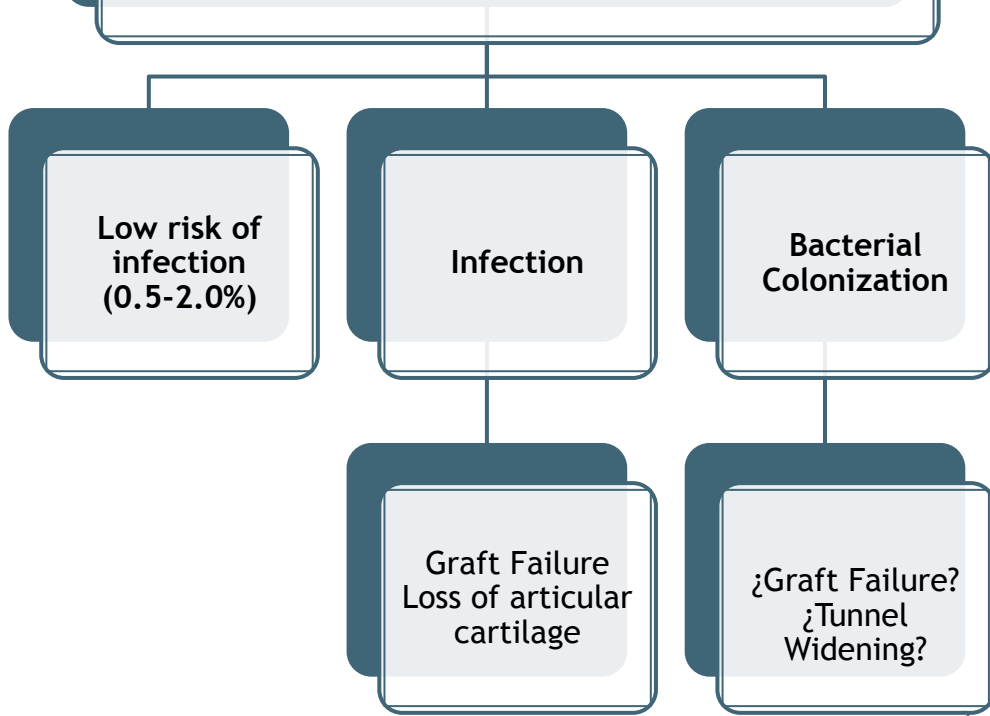 Low risk of
infection
(0.5-2.0%)
Infection
Bacterial
Colonization
Graft Failure
Loss of articular
cartilage
¿Graft Failure?
¿Tunnel
Widening?